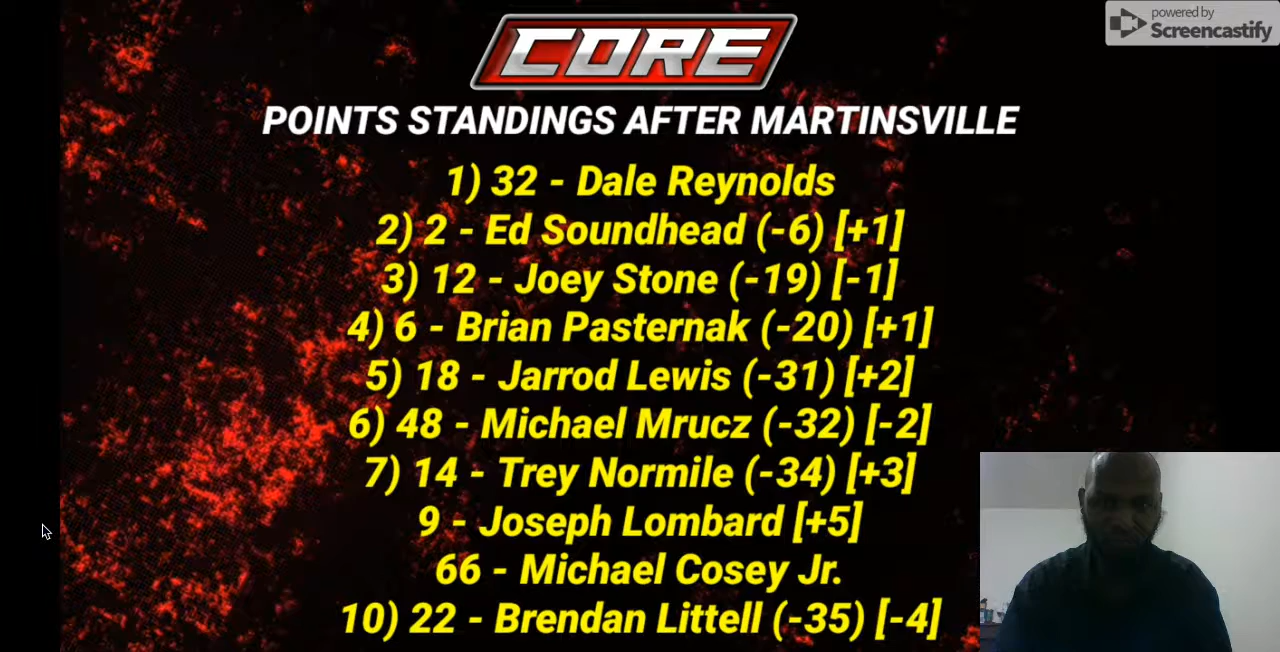 powered by
Screencastify
CORE
POINTS STANDINGS AFTER MARTINSVILLE
1) 32 - Dale Reynolds
2) 2 - Ed Soundhead (-6) [+1]
3) 12 - Joey Stone (-19) [-1]
4) 6 - Brian Pasternak (-20) [+1]
5) 18 - Jarrod Lewis (-31) [+2]
6) 48 - Michael Mrucz (-32) [-2]
7) 14 - Trey Normile (-34) [+3]
9 - Joseph Lombard [+5]
66 - Michael Cosey Jr.
10) 22 - Brendan Littell (-35) [-4]